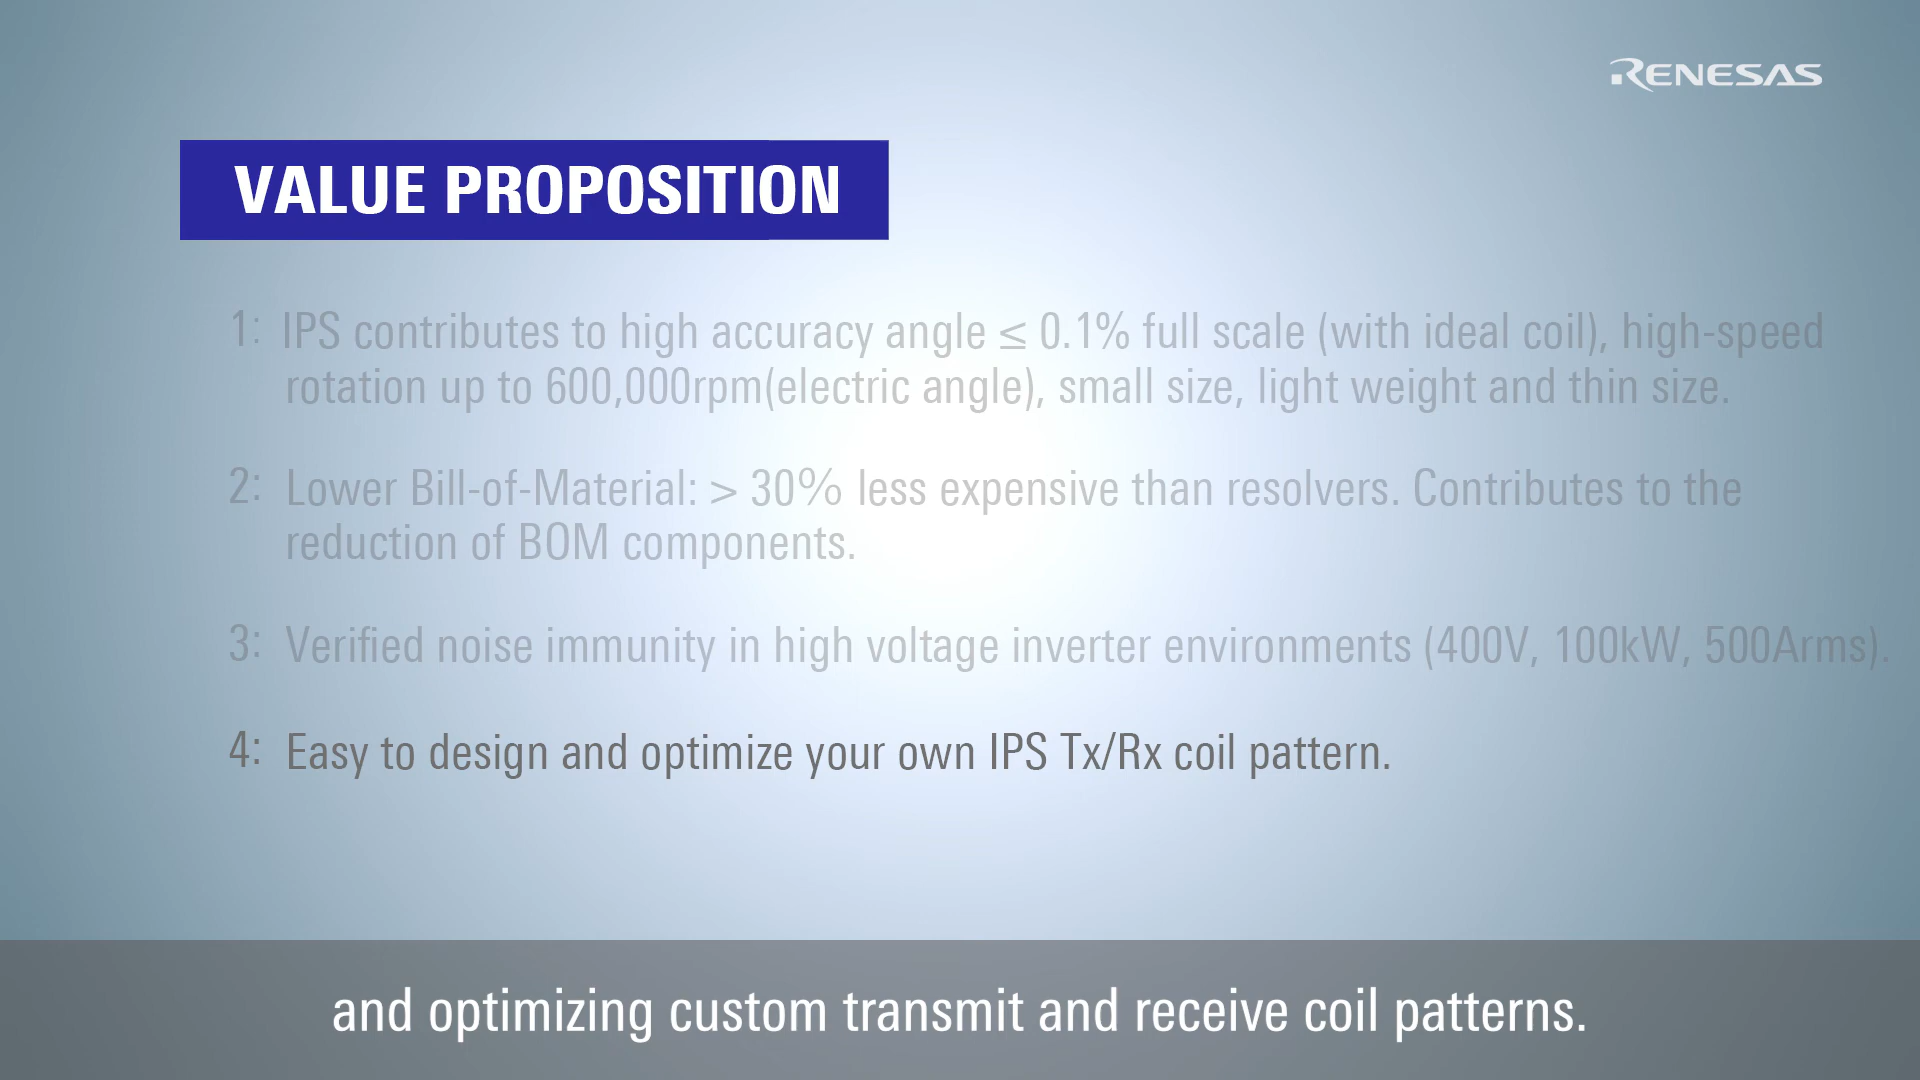 RENESAS
VALUE PROPOSITION
1: IPS contributes to high accuracy angle ≤ 0.1% full scale (with ideal coil), high-speed
rotation up to 600,000rpm(electric angle), small size, light weight and thin size.
2: Lower Bill-of-Material: > 30% less expensive than resolvers. Contributes to the
reduction of BOM components.
3: Verified noise immunity in high voltage inverter environments (400V, 100kW, 500Arms).
4: Easy to design and optimize your own IPS Tx/Rx coil pattern.
and optimizing custom transmit and receive coil patterns.